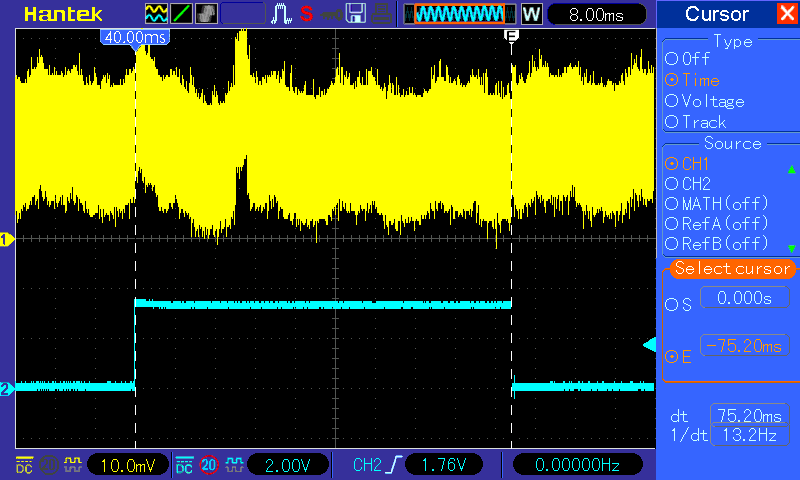 Hantek
S
W
8.00ms
Cursor
40.00ms
E
Type
Off
Time
Voltage
Track
Source
CH1
CH2
MATH(off)
RefA(off)
RefB(off)
Select cursor
S
0.000s
E
-75.20ms
dt
75.20ms
1/dt
13.2Hz
1
2
DC
20
10.0mV
DC
20
2.00V
CH2
1.76V
0.00000Hz